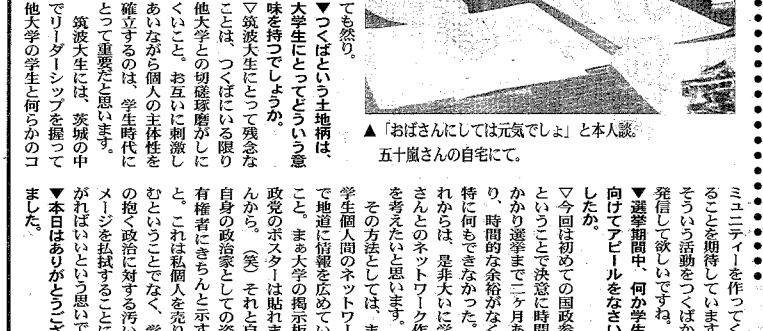 ▲「おばさんにしては元気でしょ」と本人談。
五十嵐さんの自宅にて。
ても然り。
▼つくばという土地柄は、
大学生にとってどういう意
味を持つでしょうか。
▽筑波大生にとって残念な
ことは、つくばにいる限り
他大学との切磋琢磨がしに
くいこと。お互いに刺激し
あいながら個人の主体性を
確立するのは、学生時代に
とって重要だと思います。
筑波大生には、茨城の中
でリーダーシップを握って
他大学の学生と何らかのコ
ミュニティーを作ってく
ることを期待しています
そういう活動をつくばか
発信して欲しいですね。
▼選挙期間中、何か学生
向けてアピールをなさい
したか。
▽今回は初めての国政参
ということで決意に時間
かかり選挙まで二ヶ月あ
り、時間的な余裕がなく
特に何もできなかった。
れからは、是非大いに学
さんとのネットワーク作
を考えたいと思います。
その方法としては、ま
学生個人間のネットワー
で地道に情報を広めてい
こと。まぁ大学の掲示板
政党のポスターは貼れま
んから。（笑）それと自
自身の政治家としての資
有権者にきちんと示す
と。これは私個人を売り
むということでなく、学
の抱く政治に対する汚い
メージを払拭することに
がればいいという思いで
▼本日はありがとうござ
ました。